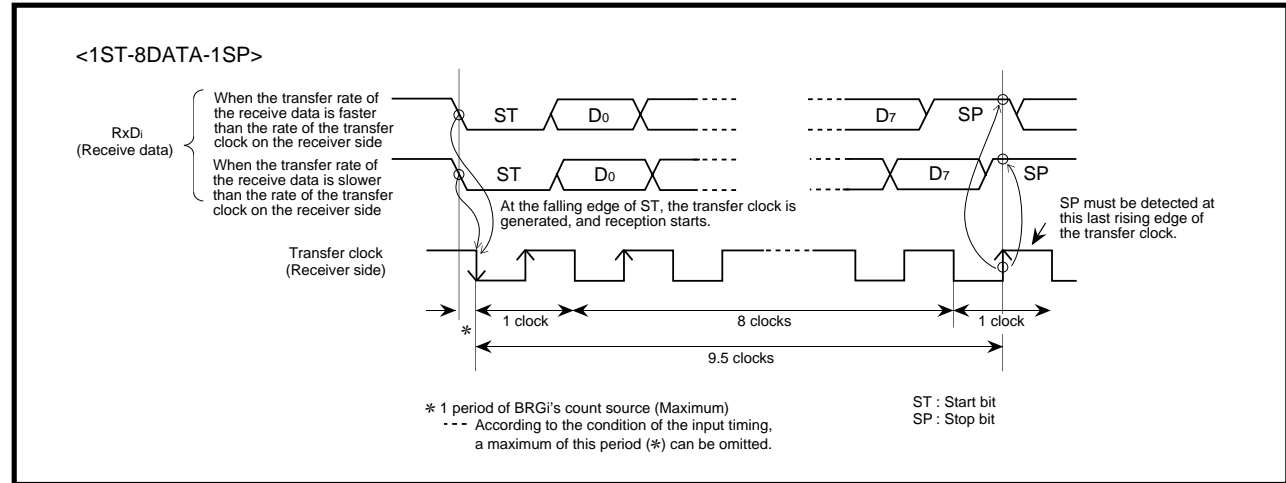 <1ST-8DATA-1SP>
RxDi
(Receive data)
When the transfer rate of
the receive data is faster
than the rate of the transfer
clock on the receiver side
When the transfer rate of
the receive data is slower
than the rate of the transfer
clock on the receiver side
ST D0 D7 SP
ST D0 D7 SP
At the falling edge of ST, the transfer clock is
generated, and reception starts.
SP must be detected at
this last rising edge of
the transfer clock.
Transfer clock
(Receiver side)
* 1 clock 8 clocks 1 clock
9.5 clocks
* 1 period of BRGi's count source (Maximum)
---- According to the condition of the input timing,
a maximum of this period (*) can be omitted.
ST : Start bit
SP : Stop bit